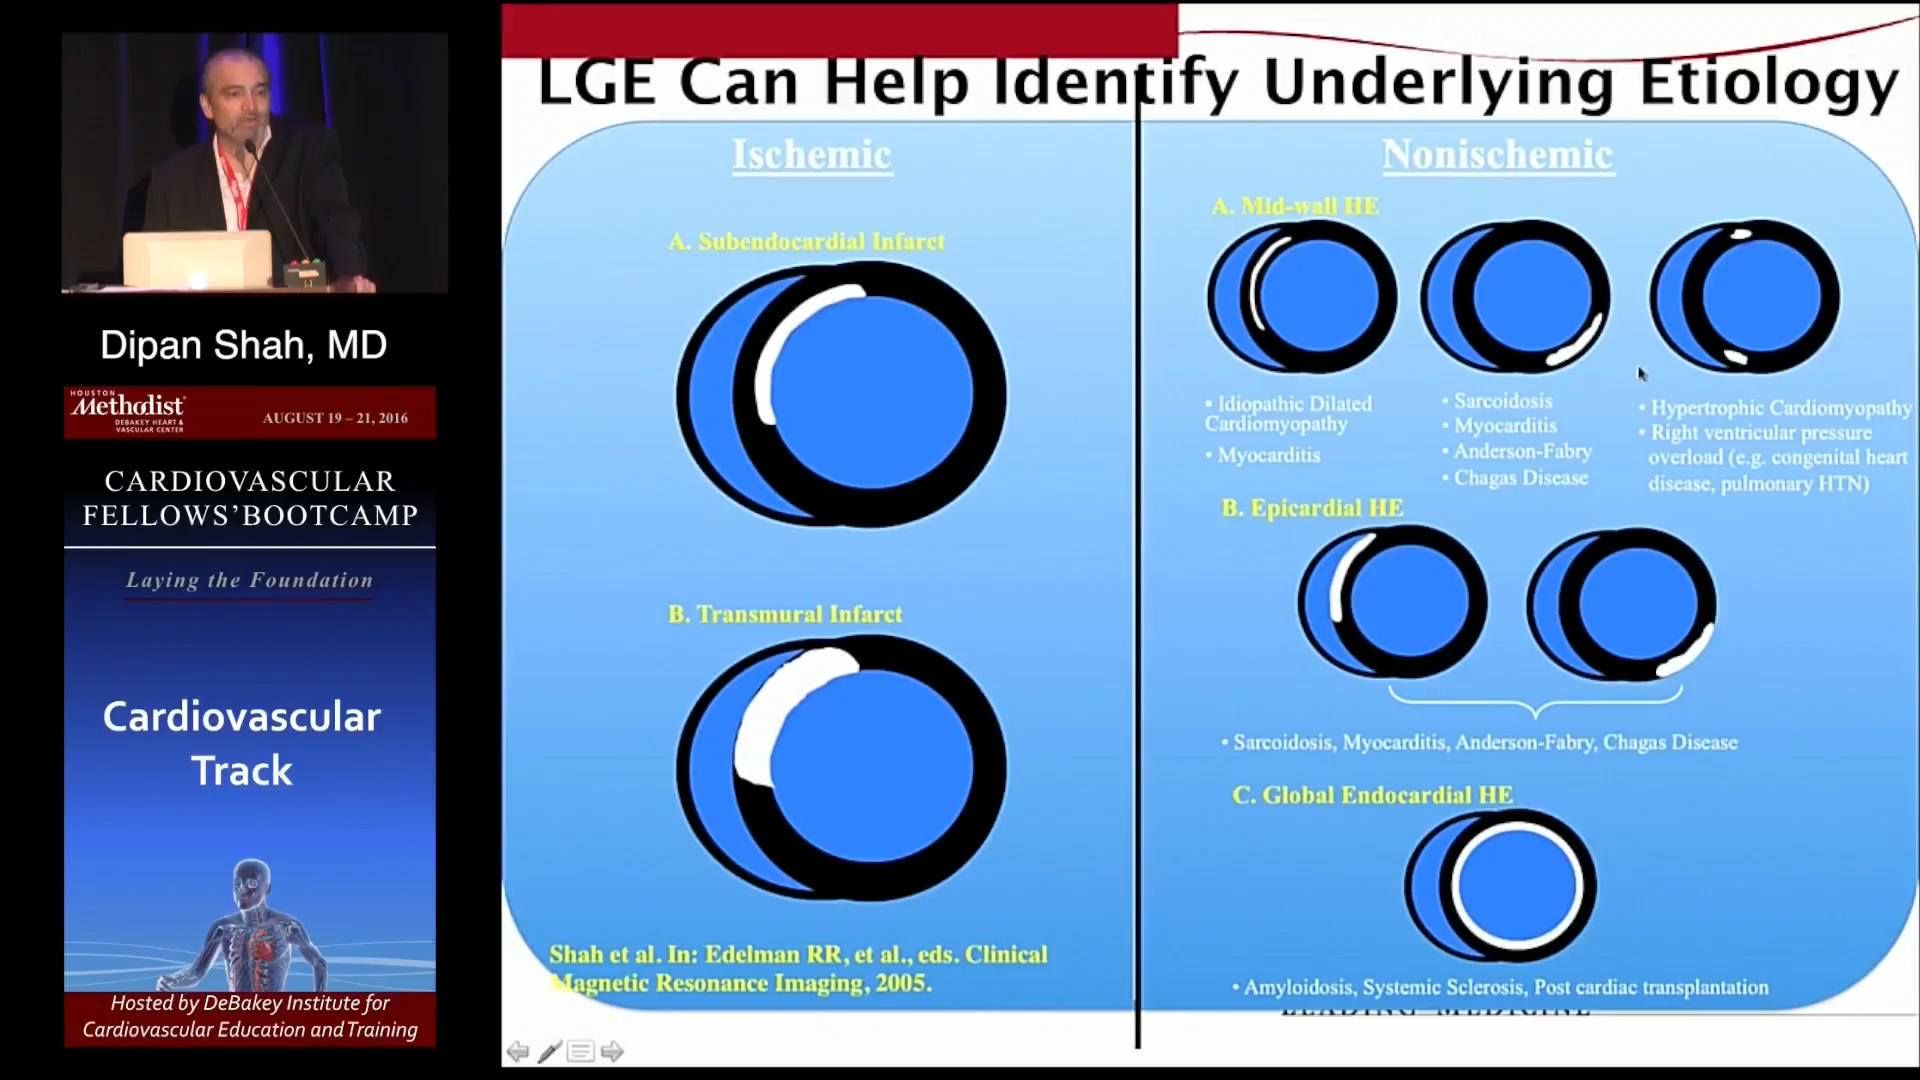 Dipan Shah, MD
HOUSTON
Methodist
DEBAKEY HEART &
VASCULAR CENTER
AUGUST 19 – 21, 2016
CARDIOVASCULAR
FELLOWS' BOOTCAMP
Laying the Foundation
Cardiovascular
Track
Hosted by DeBakey Institute for
Cardiovascular Education and Training
LGE Can Help Identify Underlying Etiology
Ischemic
A. Subendocardial Infarct
B. Transmural Infarct
Shah et al. In: Edelman RR, et al., eds. Clinical
Magnetic Resonance Imaging, 2005.
Nonischemic
A. Mid-wall HE
• Idiopathic Dilated
Cardiomyopathy
• Myocarditis
• Sarcoidosis
• Myocarditis
• Anderson-Fabry
• Chagas Disease
• Hypertrophic Cardiomyopathy
• Right ventricular pressure
overload (e.g. congenital heart
disease, pulmonary HTN)
B. Epicardial HE
• Sarcoidosis, Myocarditis, Anderson-Fabry, Chagas Disease
C. Global Endocardial HE
• Amyloidosis, Systemic Sclerosis, Post cardiac transplantation
LEADING MEDICINE